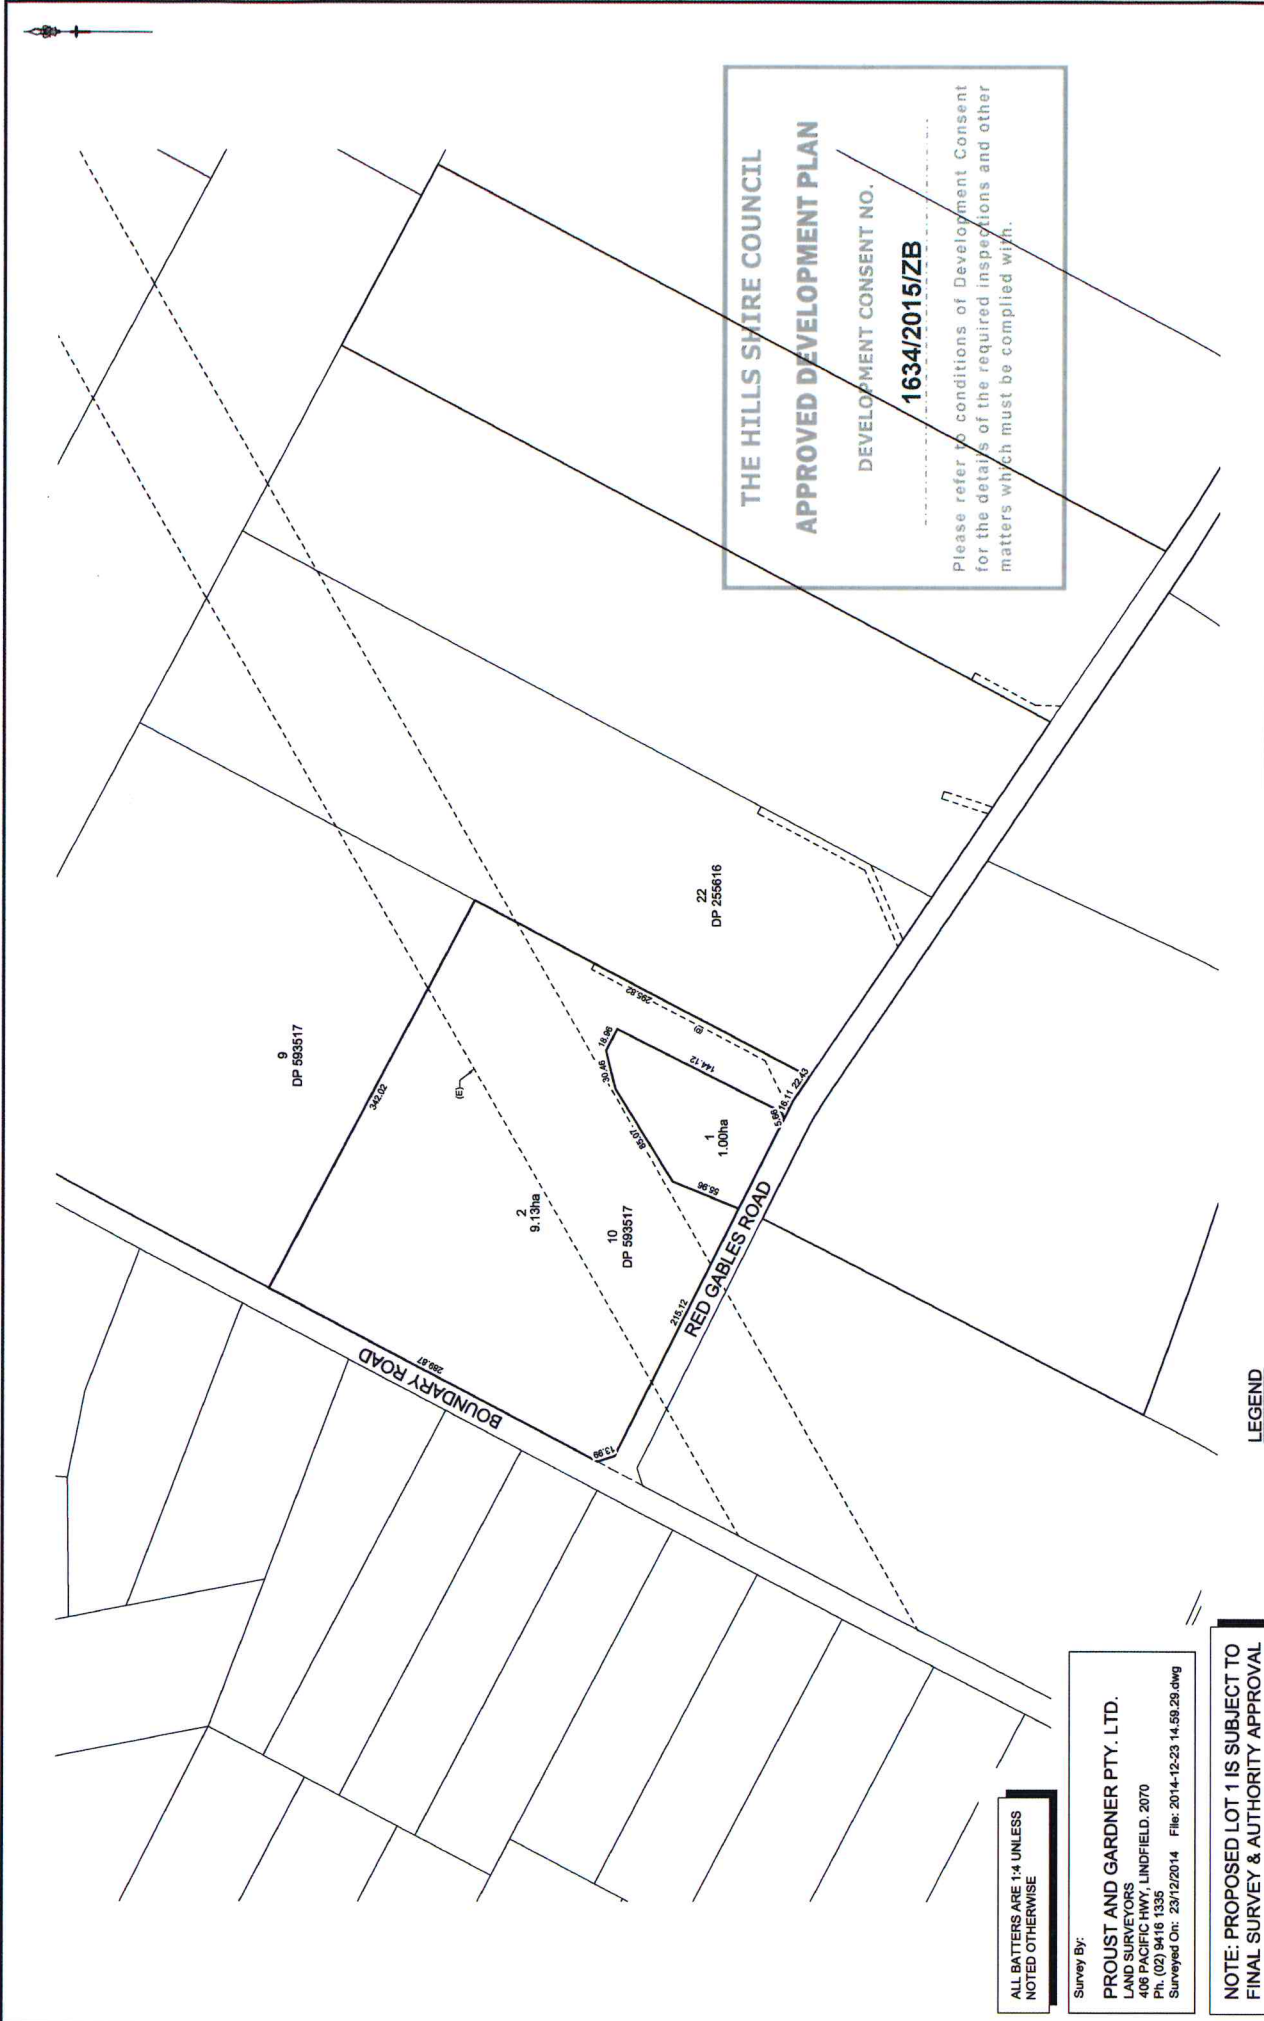 THE HILLS SHIRE COUNCIL
APPROVED DEVELOPMENT PLAN
DEVELOPMENT CONSENT NO.
1634/2015/ZB
Please refer to conditions of Development Consent
for the details of the required inspections and other
matters which must be complied with.
9
DP 593517
342.02
(E)
2
9.13ha
10
DP 593517
22
DP 255616
295.82
(G)
18.96
30.46
144.12
85.07
1
1.00ha
55.96
5.68
16.11
22.43
215.12
RED GABLES ROAD
289.87
BOUNDARY ROAD
13.99
ALL BATTERS ARE 1:4 UNLESS
NOTED OTHERWISE
Survey By:
PROUST AND GARDNER PTY. LTD.
LAND SURVEYORS
406 PACIFIC HWY, LINDFIELD. 2070
Ph. (02) 9416 1335
Surveyed On: 23/12/2014 File: 2014-12-23 14.59.29.dwg
NOTE: PROPOSED LOT 1 IS SUBJECT TO
FINAL SURVEY & AUTHORITY APPROVAL
LEGEND